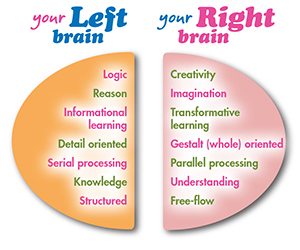 your Left
brain
Logic
Reason
Informational
learning
Detail oriented
Serial processing
Knowledge
Structured
your Right
brain
Creativity
Imagination
Transformative
learning
Gestalt (whole) oriented
Parallel processing
Understanding
Free-flow